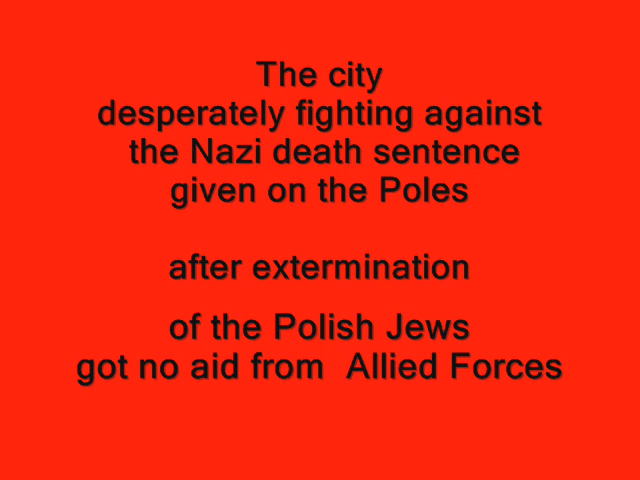 The city
desperately fighting against
the Nazi death sentence
given on the Poles
after extermination
of the Polish Jews
got no aid from Allied Forces